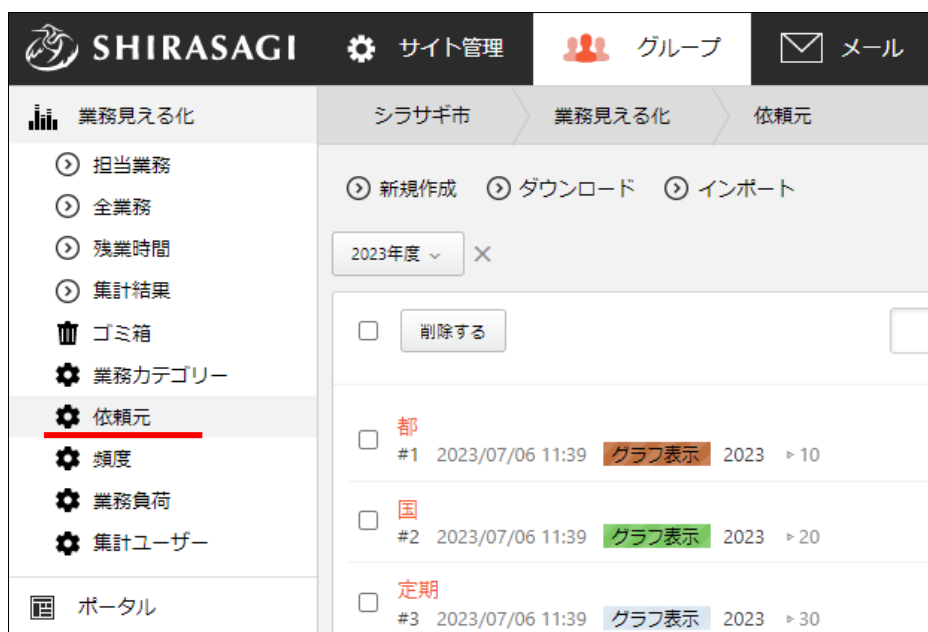 SHIRASAGI サイト管理 グループ メール
業務見える化
担当業務
全業務
残業時間
集計結果
ゴミ箱
業務カテゴリー
依頼元
頻度
業務負荷
集計ユーザー
ポータル
シラサギ市 業務見える化 依頼元
新規作成 ダウンロード インポート
2023年度
削除する
都
#1 2023/07/06 11:39 グラフ表示 2023 10
国
#2 2023/07/06 11:39 グラフ表示 2023 20
定期
#3 2023/07/06 11:39 グラフ表示 2023 30